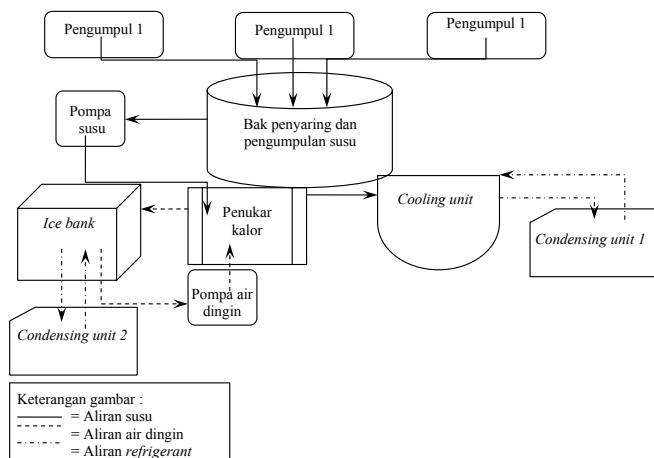 Pengumpul 1
Pengumpul 1
Pengumpul 1
Pompa
susu
Bak penyaring dan
pengumpulan susu
Ice bank
Penukar
kalor
Cooling unit
Condensing unit 1
Pompa air
dingin
Condensing unit 2
Keterangan gambar :
= Aliran susu
= Aliran air dingin
= Aliran refrigerant